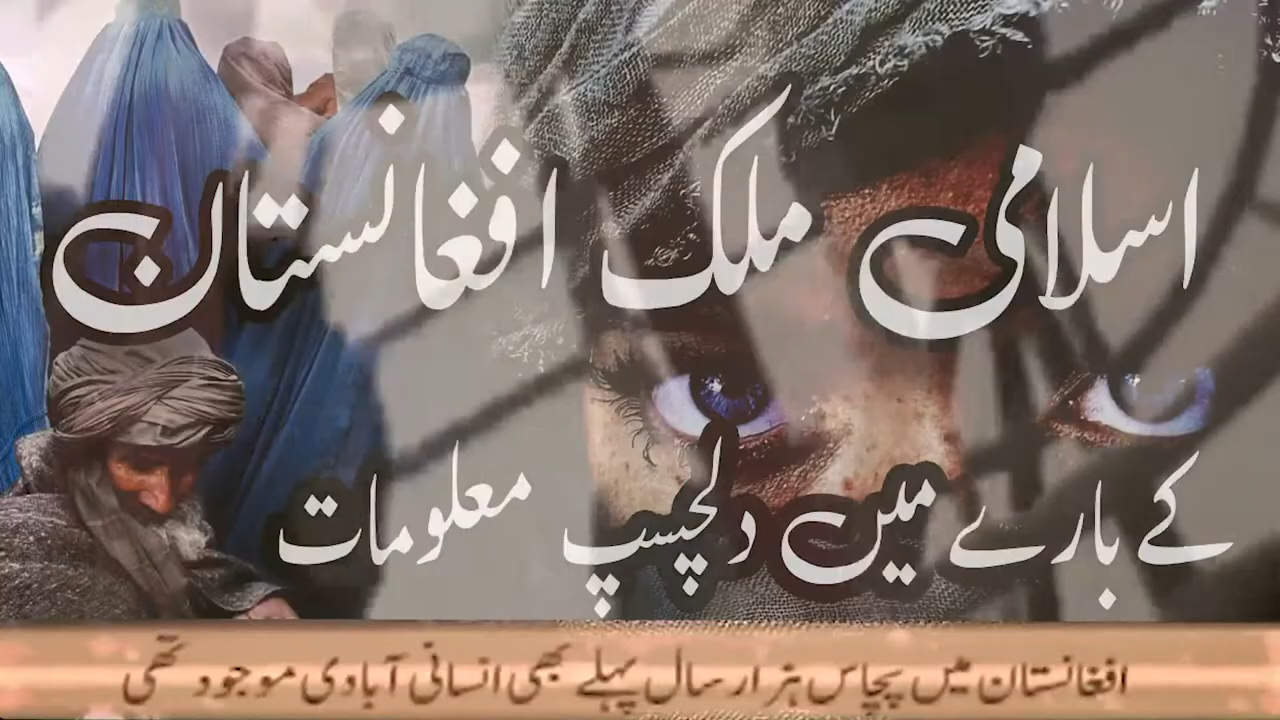 اسلامی ملک افغانستان
کے بارے میں دلچسپ معلومات
افغانستان میں پچاس ہزار سال پہلے بھی انسانی آبادی موجود تھی